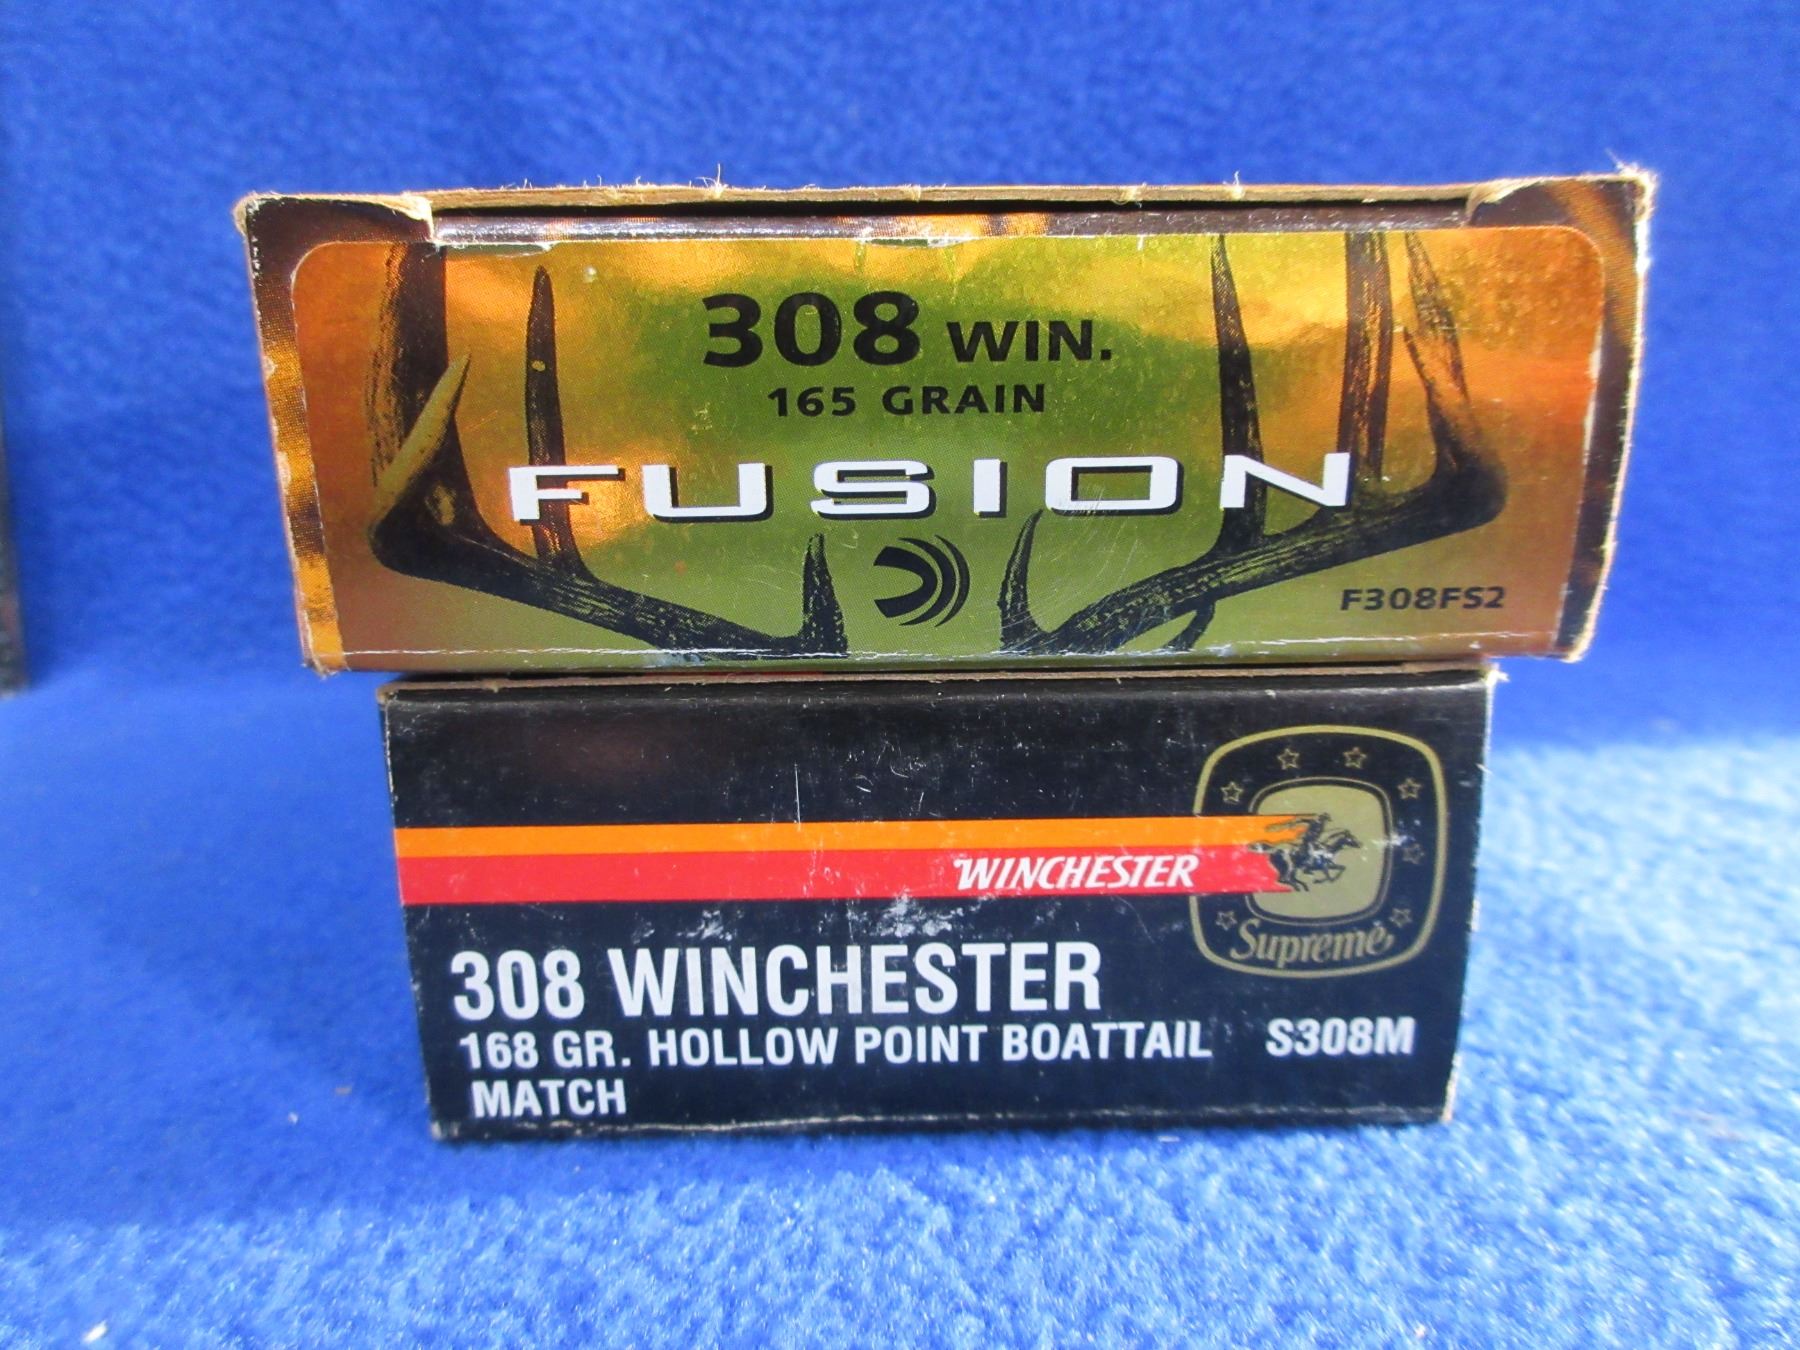 308 WIN.
165 GRAIN
FUSION
F308FS2
WINCHESTER
Supreme
308 WINCHESTER
168 GR. HOLLOW POINT BOATTAIL S308M
MATCH